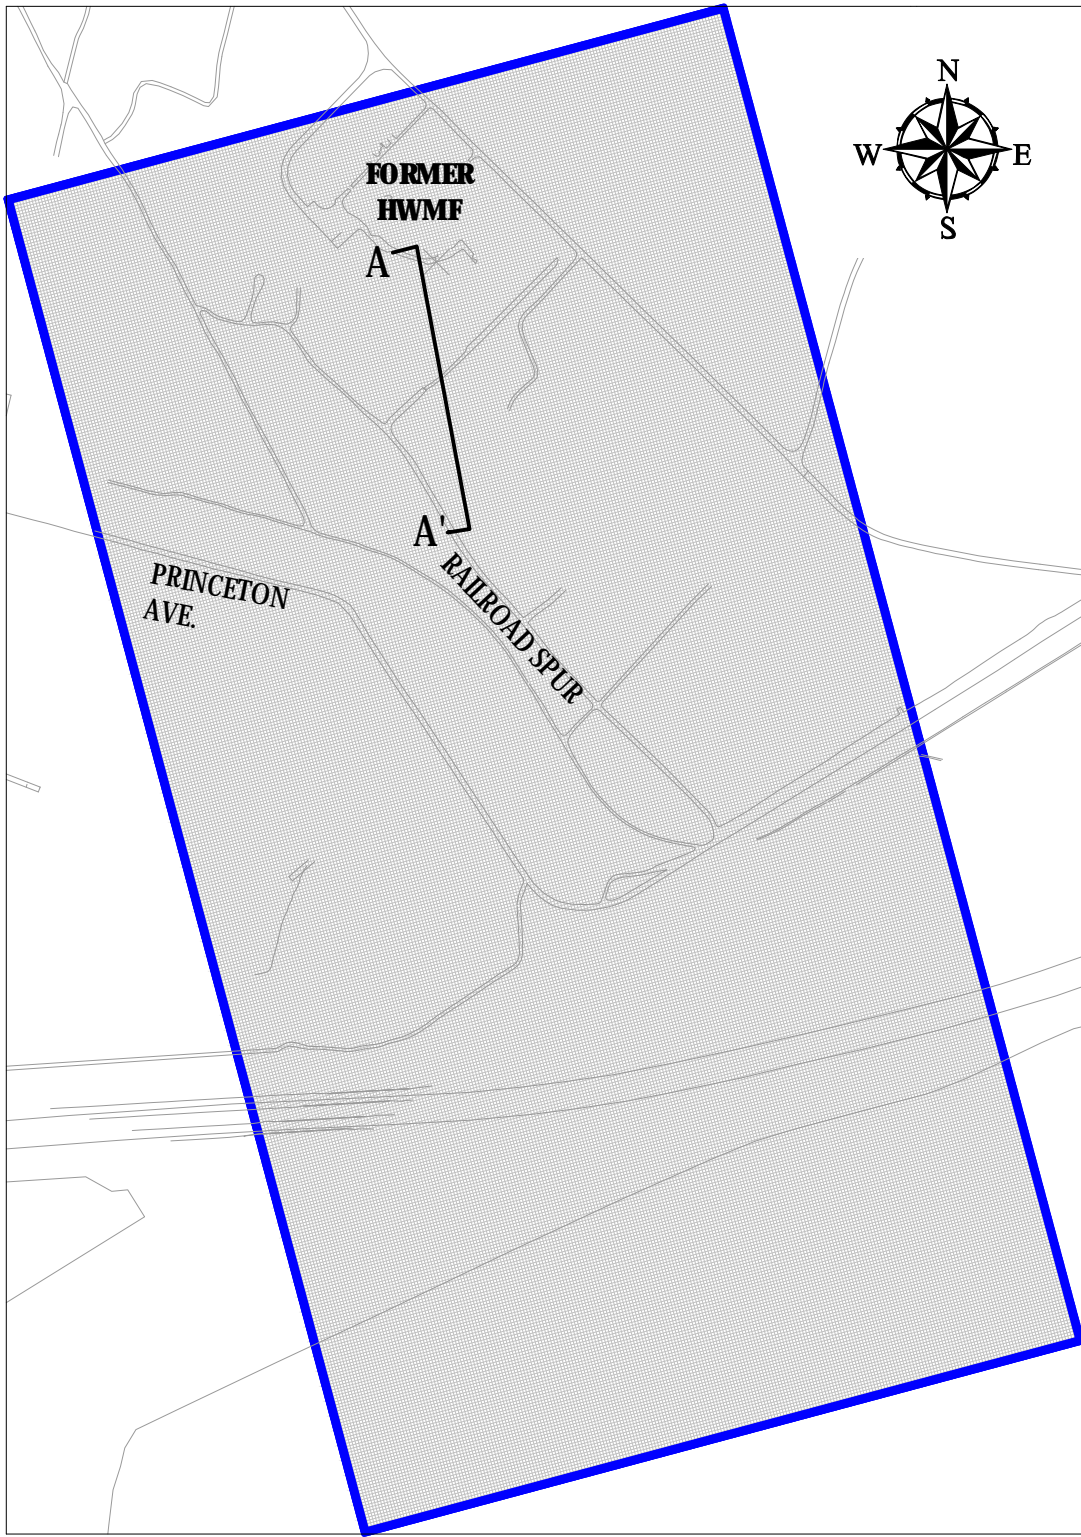 N
W E
S
FORMER
HWMF
A
A'
PRINCETON
AVE.
RAILROAD SPUR